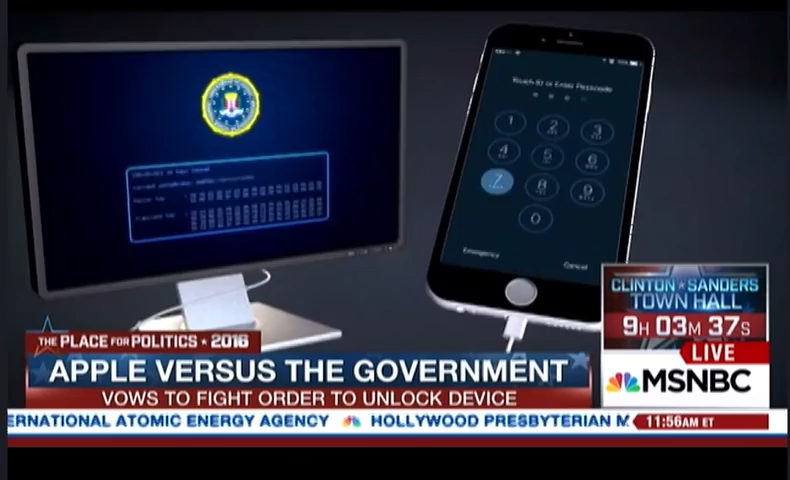 Touch ID or Enter Passcode
1
2
3
4
5
6
7
8
9
0
Emergency
Cancel
CLINTON ★ SANDERS
TOWN HALL
9H 03M 37S
LIVE
MSNBC
THE PLACE FOR POLITICS ★ 2016
APPLE VERSUS THE GOVERNMENT
VOWS TO FIGHT ORDER TO UNLOCK DEVICE
ERNATIONAL ATOMIC ENERGY AGENCY HOLLYWOOD PRESBYTERIAN M
11:56AM ET